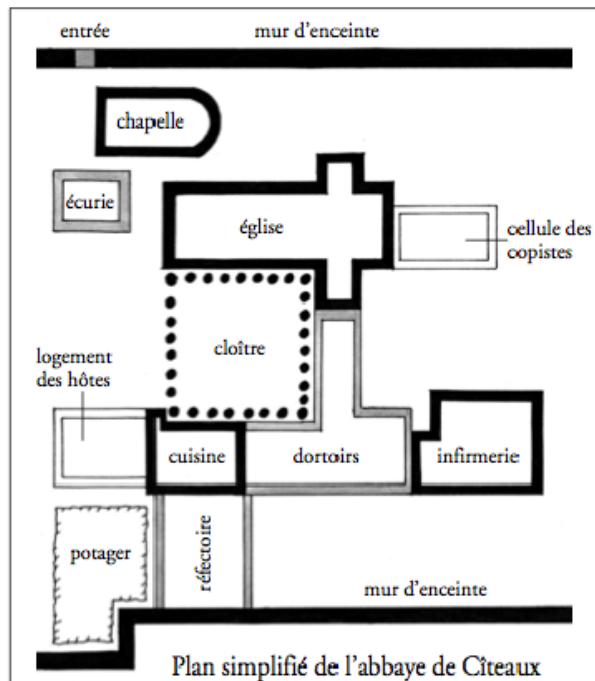 entrée
mur d'enceinte
chapelle
écurie
église
cellule des
copistes
cloître
logement
des hôtes
cuisine
dortoirs
infirmerie
potager
réfectoire
mur d'enceinte
Plan simplifié de l'abbaye de Cîteaux